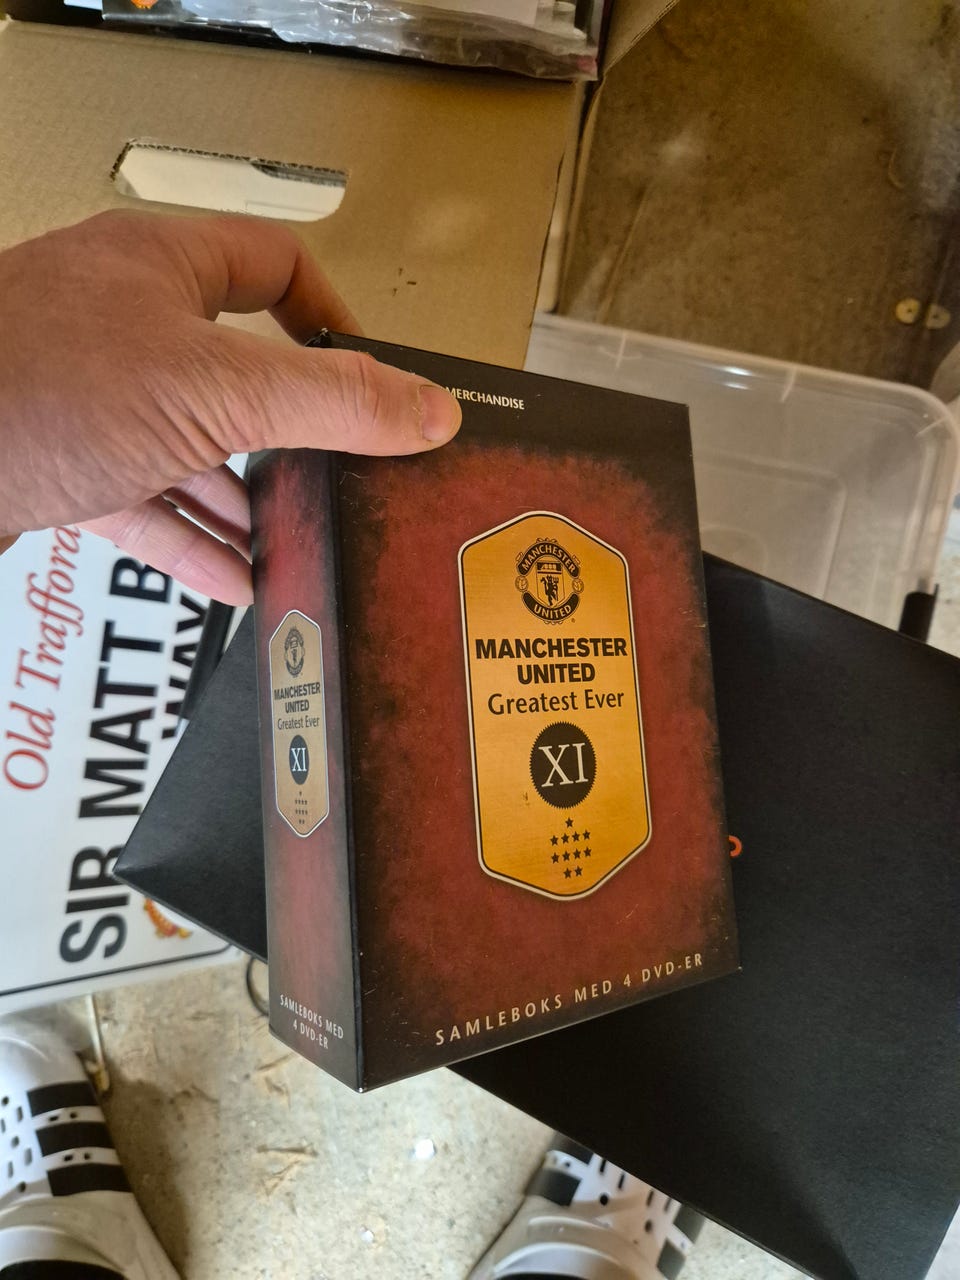 MERCHANDISE
MANCHESTER
UNITED
MANCHESTER
UNITED
Greatest Ever
XI
SAMLEBOKS MED 4 DVD-ER
MANCHESTER
UNITED
Greatest Ever
XI
SAMLEBOKS MED
4 DVD-ER
Old Trafford
SIR MATT B
WAY